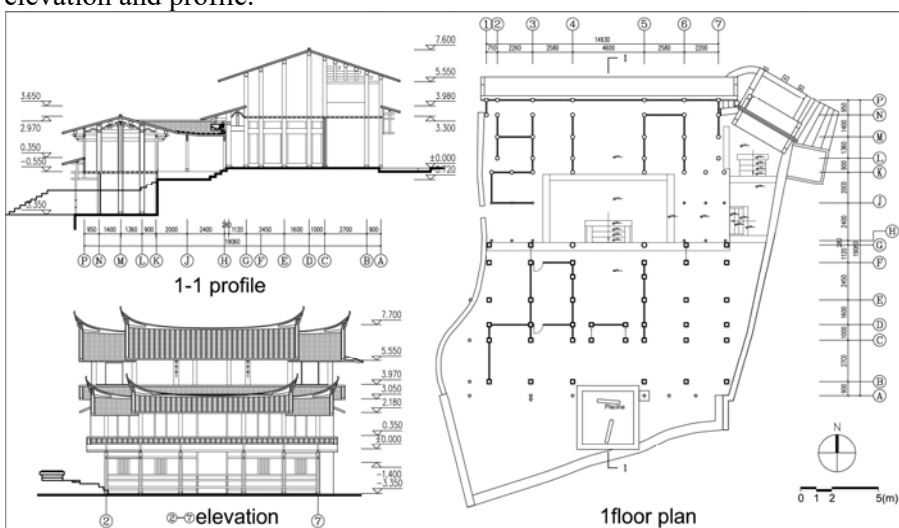 elevation and profile.
7.600
5.550
3.980
3.300
±0.000
3.650
2.970
0.350
-0.550
950 1400 1360 900 2000 2400 280 1120 2450 1600 1000 2700 900
19060
P N M L K J H G F E D C B A
1-1 profile
7.700
5.550
3.970
3.050
2.180
0.350
±0.000
-1.400
-3.350
② ②-⑦elevation ⑦
① ② ③ ④ ⑤ ⑥ ⑦
14930
710 2260 2580 4600 2580 2200
1
P
N
M
L
K
J
H
G
F
E
D
C
B
A
950
1400
1360
900
2000
2400
280
1120
2450
1600
1000
2700
900
19060
Piscina
1
N
0 1 2 5(m)
1floor plan